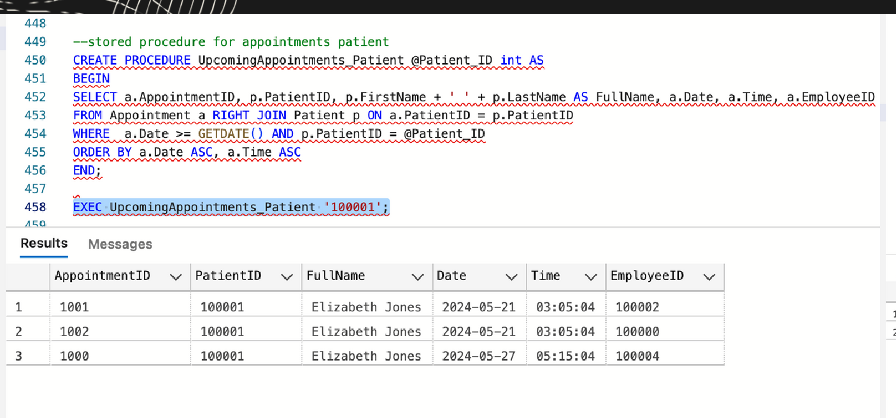 448
449 --stored procedure for appointments patient
450 CREATE PROCEDURE UpcomingAppointments_Patient @Patient_ID int AS
451 BEGIN
452 SELECT a.AppointmentID, p.PatientID, p.FirstName + ' ' + p.LastName AS FullName, a.Date, a.Time, a.EmployeeID
453 FROM Appointment a RIGHT JOIN Patient p ON a.PatientID = p.PatientID
454 WHERE  a.Date >= GETDATE() AND p.PatientID = @Patient_ID
455 ORDER BY a.Date ASC, a.Time ASC
456 END;
457
458 EXEC UpcomingAppointments_Patient '100001';
459
Results Messages
AppointmentID PatientID FullName Date Time EmployeeID
1 1001 100001 Elizabeth Jones 2024-05-21 03:05:04 100002
2 1002 100001 Elizabeth Jones 2024-05-21 03:05:04 100000
3 1000 100001 Elizabeth Jones 2024-05-27 05:15:04 100004